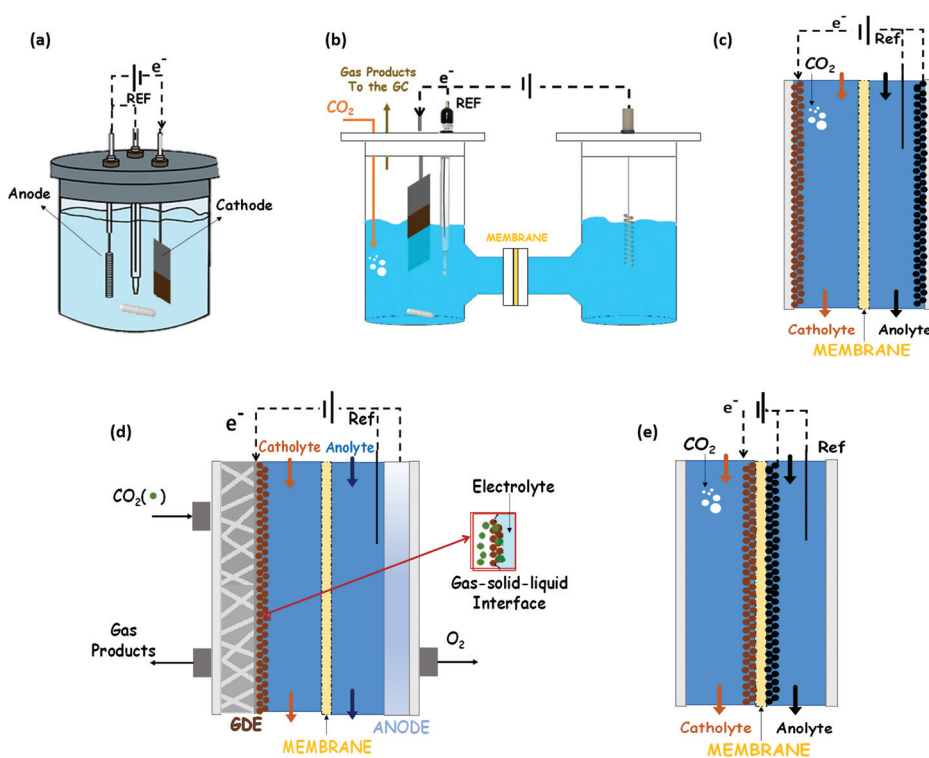 (a)
e⁻
REF
Anode
Cathode
(b)
Gas Products
To the GC
CO₂
e⁻
REF
MEMBRANE
(c)
e⁻
Ref
CO₂
Catholyte
Anolyte
MEMBRANE
(d)
e⁻
Ref
Catholyte
Anolyte
CO₂(•)
Electrolyte
Gas-solid-liquid
Interface
Gas
Products
O₂
GDE
MEMBRANE
ANODE
(e)
e⁻
CO₂
Ref
Catholyte
Anolyte
MEMBRANE